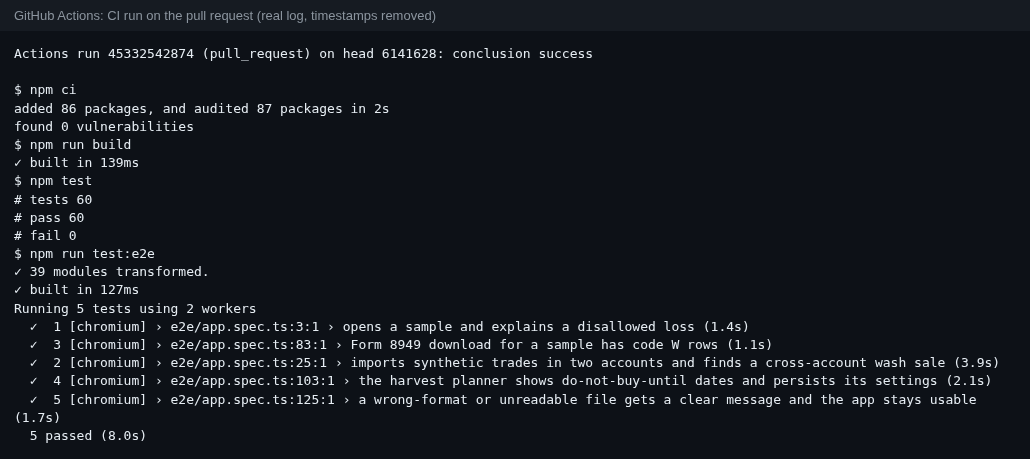 GitHub Actions: CI run on the pull request (real log, timestamps removed)
Actions run 45332542874 (pull_request) on head 6141628: conclusion success
$ npm ci
added 86 packages, and audited 87 packages in 2s
found 0 vulnerabilities
$ npm run build
✓ built in 139ms
$ npm test
# tests 60
# pass 60
# fail 0
$ npm run test:e2e
✓ 39 modules transformed.
✓ built in 127ms
Running 5 tests using 2 workers
  ✓  1 [chromium] › e2e/app.spec.ts:3:1 › opens a sample and explains a disallowed loss (1.4s)
  ✓  3 [chromium] › e2e/app.spec.ts:83:1 › Form 8949 download for a sample has code W rows (1.1s)
  ✓  2 [chromium] › e2e/app.spec.ts:25:1 › imports synthetic trades in two accounts and finds a cross-account wash sale (3.9s)
  ✓  4 [chromium] › e2e/app.spec.ts:103:1 › the harvest planner shows do-not-buy-until dates and persists its settings (2.1s)
  ✓  5 [chromium] › e2e/app.spec.ts:125:1 › a wrong-format or unreadable file gets a clear message and the app stays usable
(1.7s)
  5 passed (8.0s)